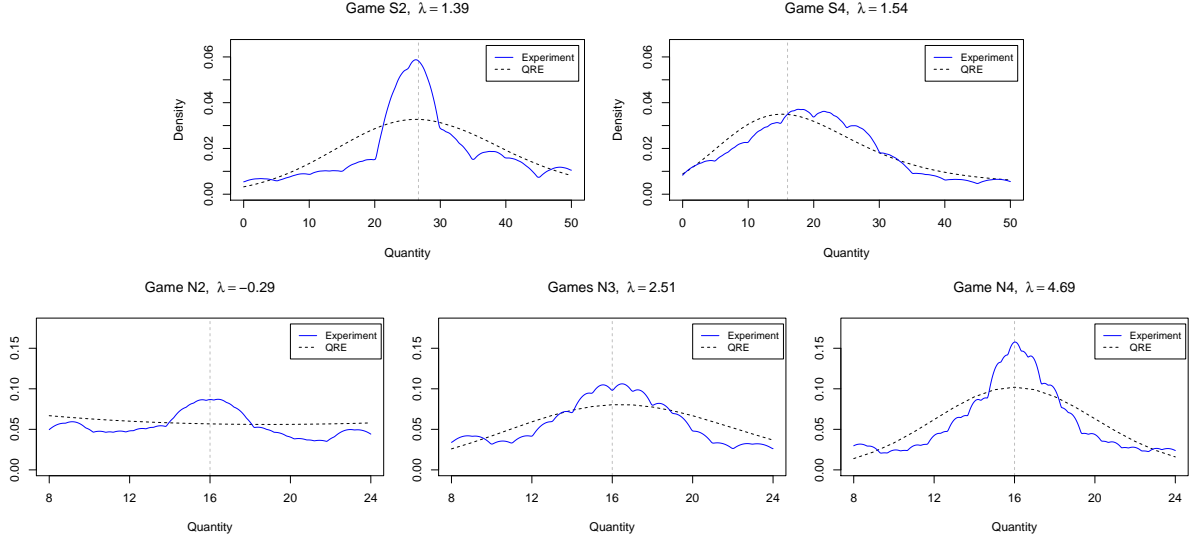 Game S2, λ = 1.39
Density
0.00
0.02
0.04
0.06
Experiment
QRE
0 10 20 30 40 50
Quantity
Game S4, λ = 1.54
Density
0.00
0.02
0.04
0.06
Experiment
QRE
0 10 20 30 40 50
Quantity
Game N2, λ = −0.29
0.00
0.05
0.10
0.15
Experiment
QRE
8 12 16 20 24
Quantity
Games N3, λ = 2.51
0.00
0.05
0.10
0.15
Experiment
QRE
8 12 16 20 24
Quantity
Game N4, λ = 4.69
0.00
0.05
0.10
0.15
Experiment
QRE
8 12 16 20 24
Quantity